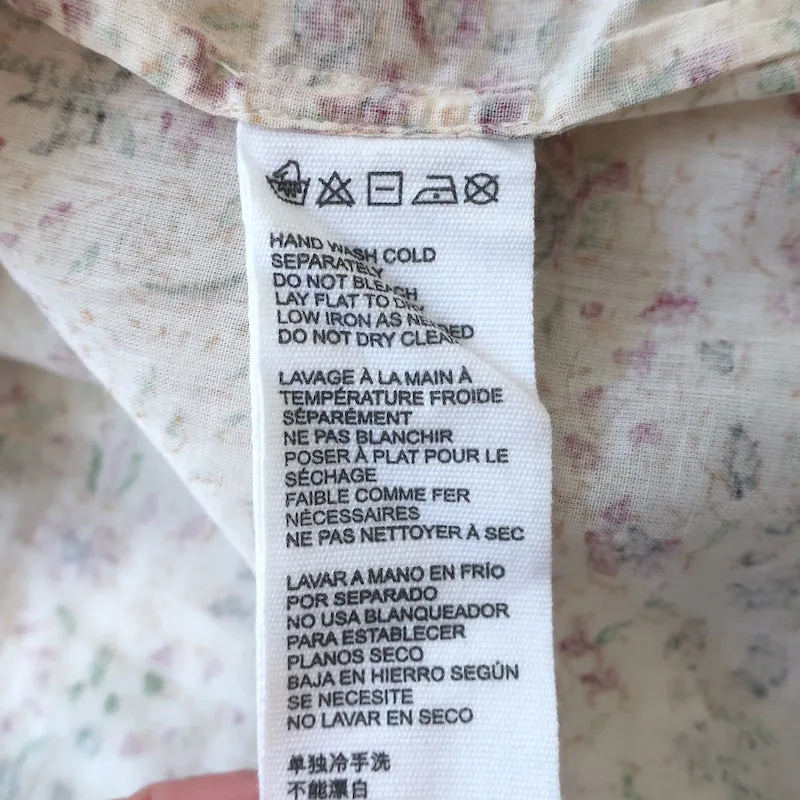 HAND WASH COLD
SEPARATELY
DO NOT BLEACH
LAY FLAT TO DRY
LOW IRON AS NEEDED
DO NOT DRY CLEAN
LAVAGE À LA MAIN À
TEMPÉRATURE FROIDE
SÉPARÉMENT
NE PAS BLANCHIR
POSER À PLAT POUR LE
SÉCHAGE
FAIBLE COMME FER
NÉCESSAIRES
NE PAS NETTOYER À SEC
LAVAR A MANO EN FRÍO
POR SEPARADO
NO USA BLANQUEADOR
PARA ESTABLECER
PLANOS SECO
BAJA EN HIERRO SEGÚN
SE NECESITE
NO LAVAR EN SECO
单独冷手洗
不能漂白